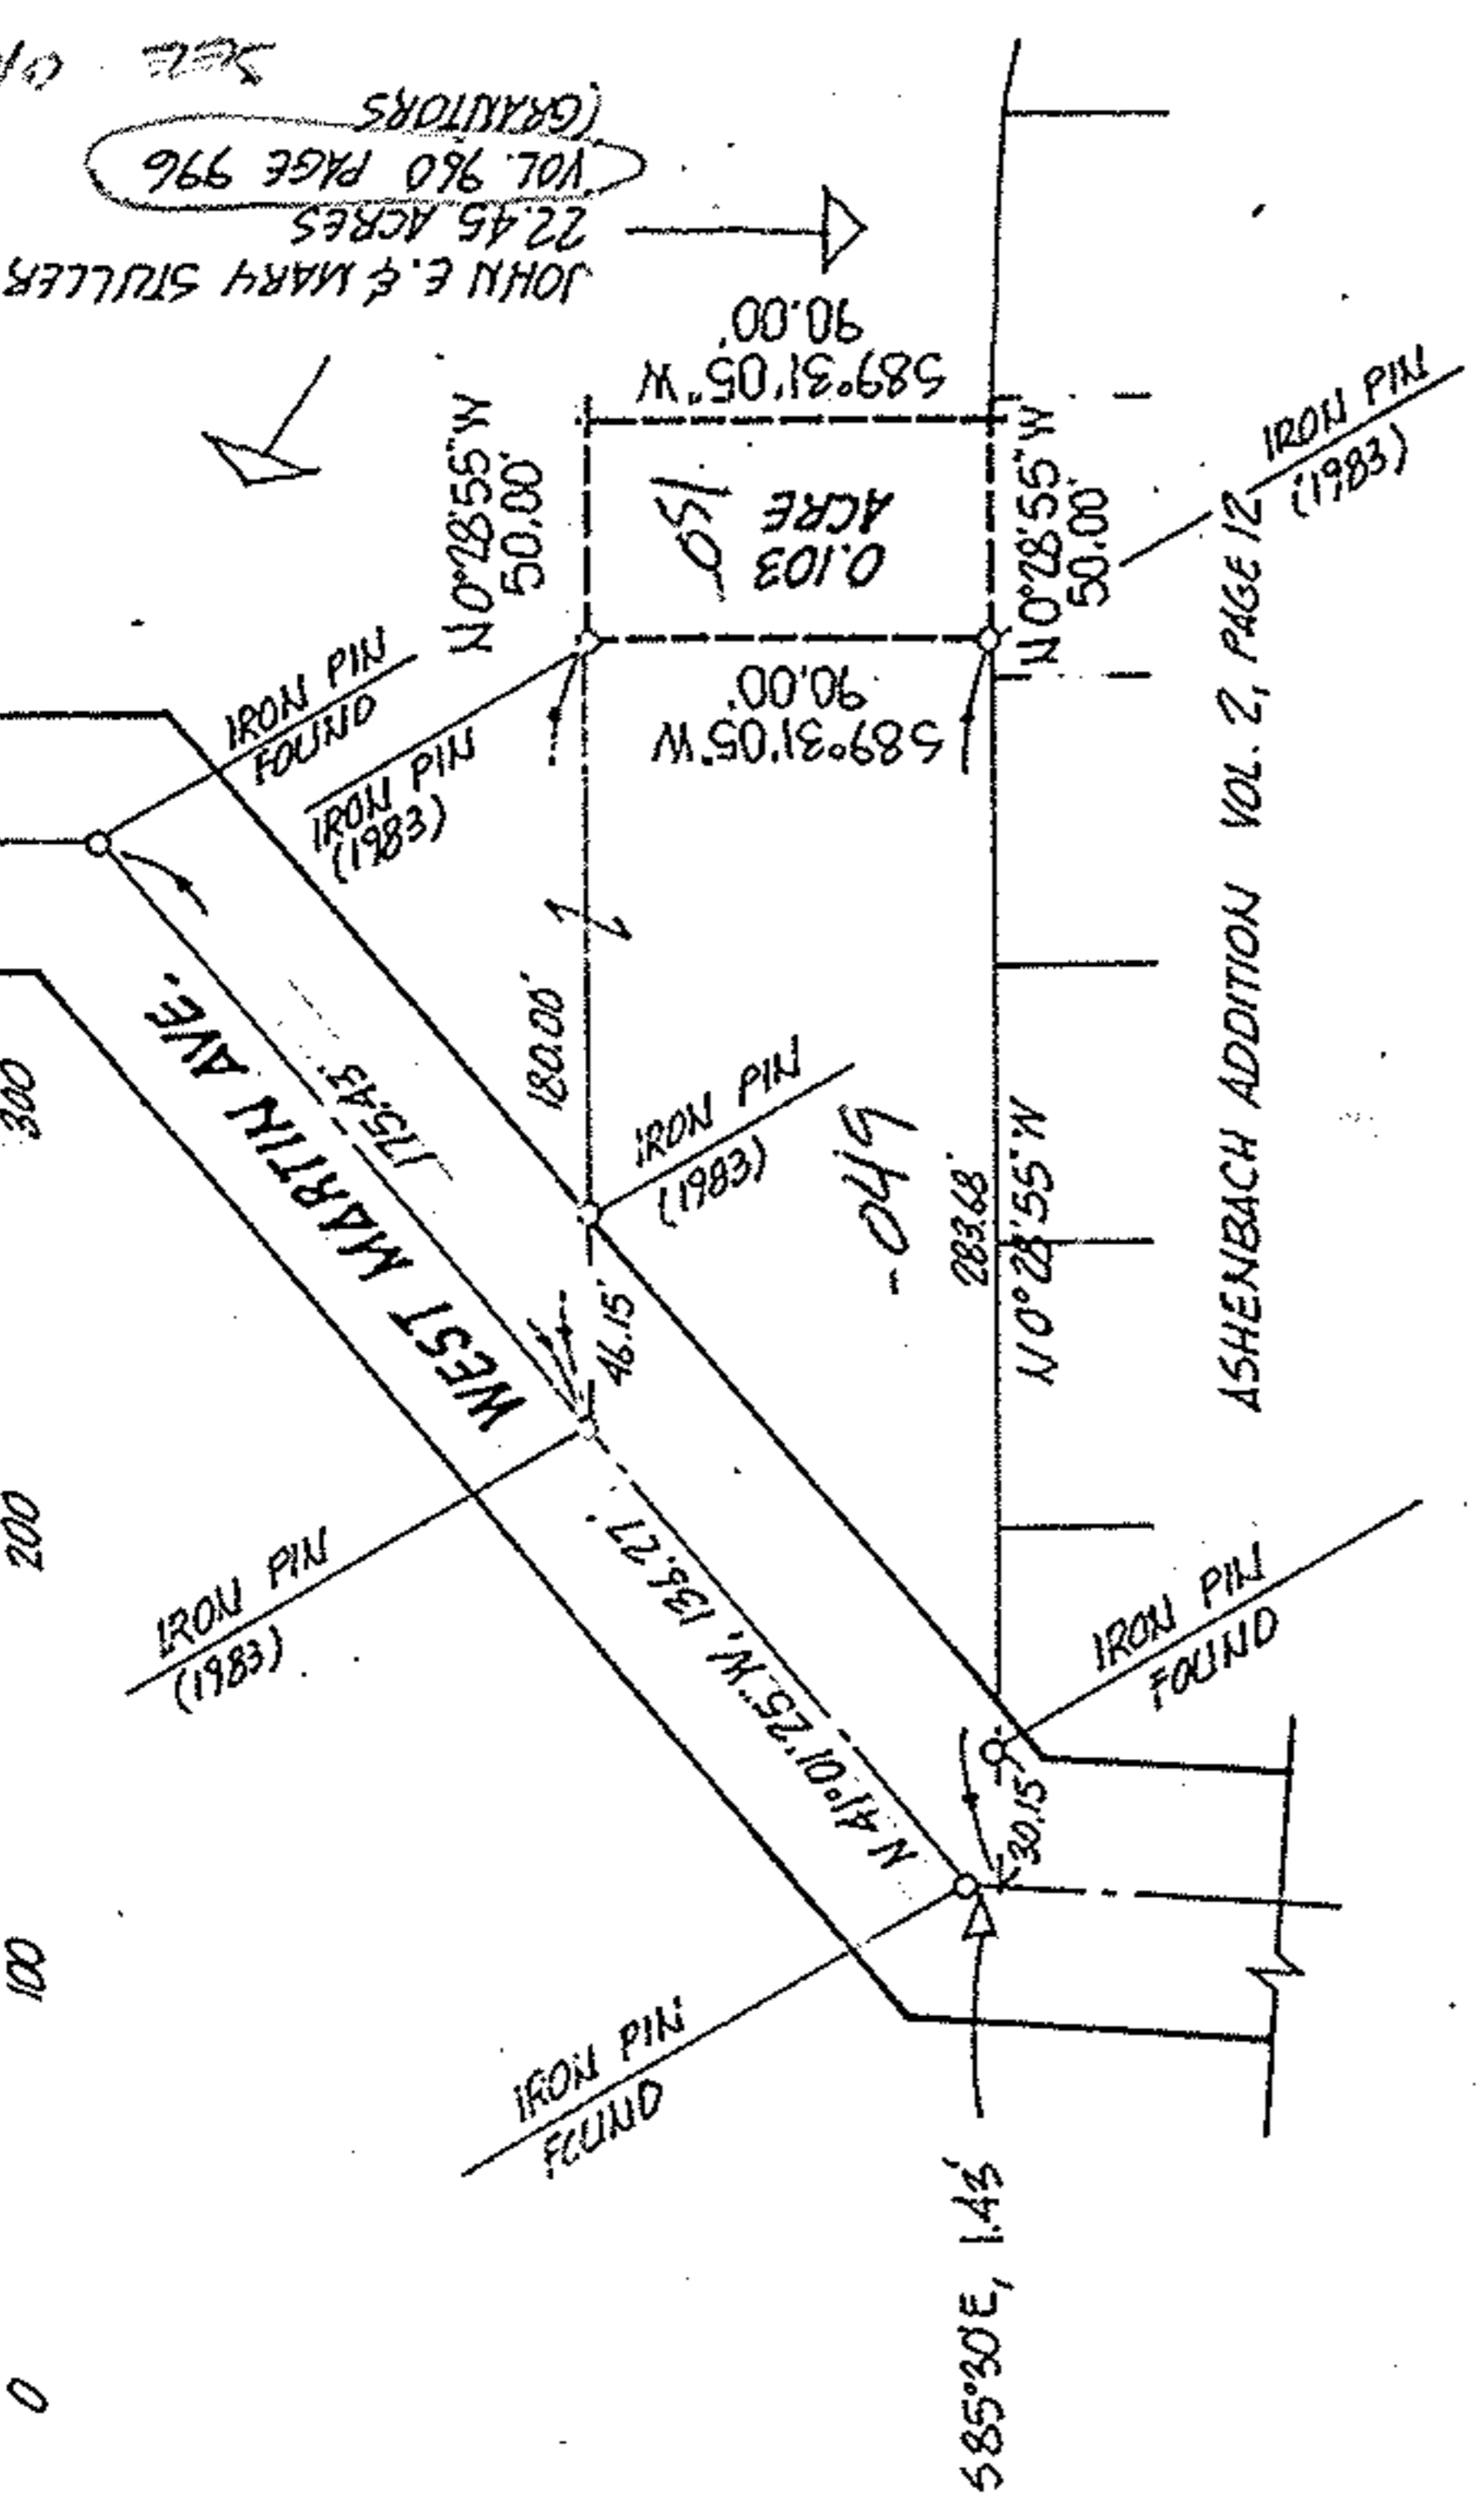 SEE
(GRANTORS
VOL. 960 PAGE 996
22.45 ACRES
JOHN E. & MARY STULLER
90.00'
S89°31'05"W
N0°28'55"W
50.00'
0.103
ACRE
N0°28'55"W
50.00'
IRON PIN
(1983)
90.00'
S89°31'05"W
IRON PIN
FOUND
IRON PIN
(1983)
180.00'
WEST MARTIN AVE.
175.43'
IRON PIN
(1983)
-049
283.68'
N0°28'55"W
ASHENBACH ADDITION VOL. 2, PAGE 12
46.15'
IRON PIN
(1983)
N41°01'25"W, 138.27'
IRON PIN
FOUND
30.15'
IRON PIN
FOUND
S85°30'E, 1.43'
300
200
100
0